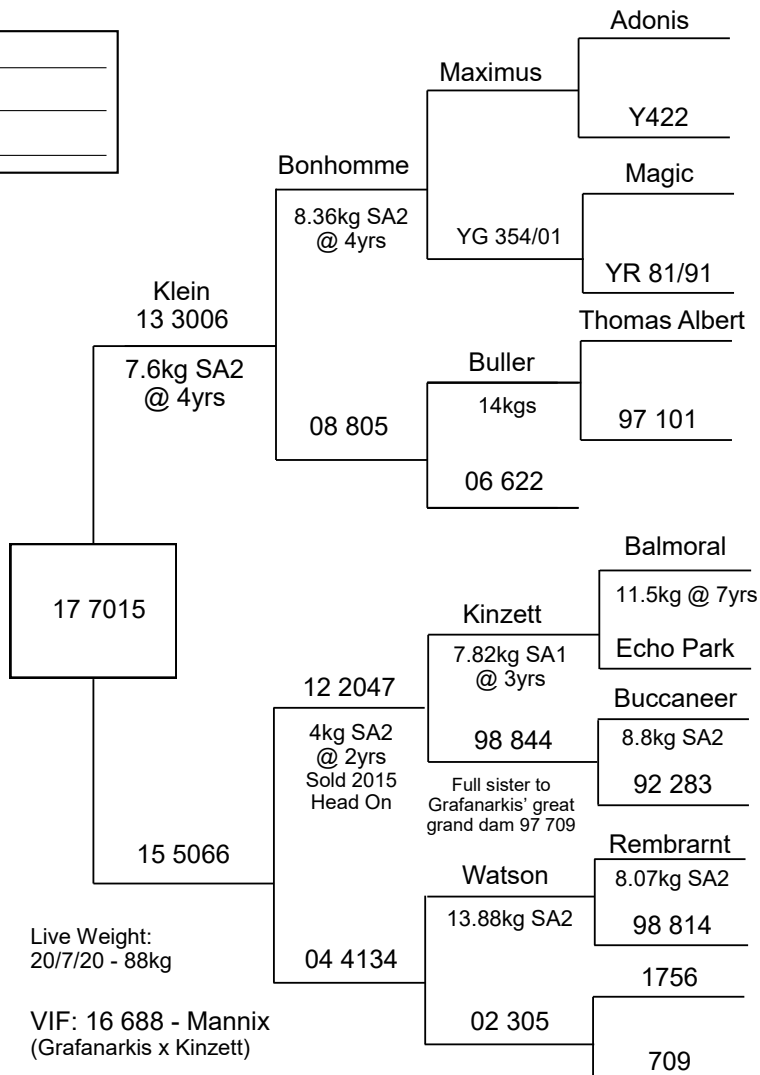 Adonis
Maximus
Y422
Bonhomme
Magic
8.36kg SA2
@ 4yrs
YG 354/01
YR 81/91
Klein
13 3006
Thomas Albert
7.6kg SA2
@ 4yrs
Buller
14kgs
08 805
97 101
06 622
17 7015
Balmoral
11.5kg @ 7yrs
Kinzett
7.82kg SA1
@ 3yrs
Echo Park
12 2047
Buccaneer
4kg SA2
@ 2yrs
Sold 2015
Head On
98 844
8.8kg SA2
92 283
Full sister to
Grafanarkis' great
grand dam 97 709
15 5066
Rembrarnt
Watson
8.07kg SA2
13.88kg SA2
98 814
Live Weight:
20/7/20 - 88kg
04 4134
1756
VIF: 16 688 - Mannix
(Grafanarkis x Kinzett)
02 305
709